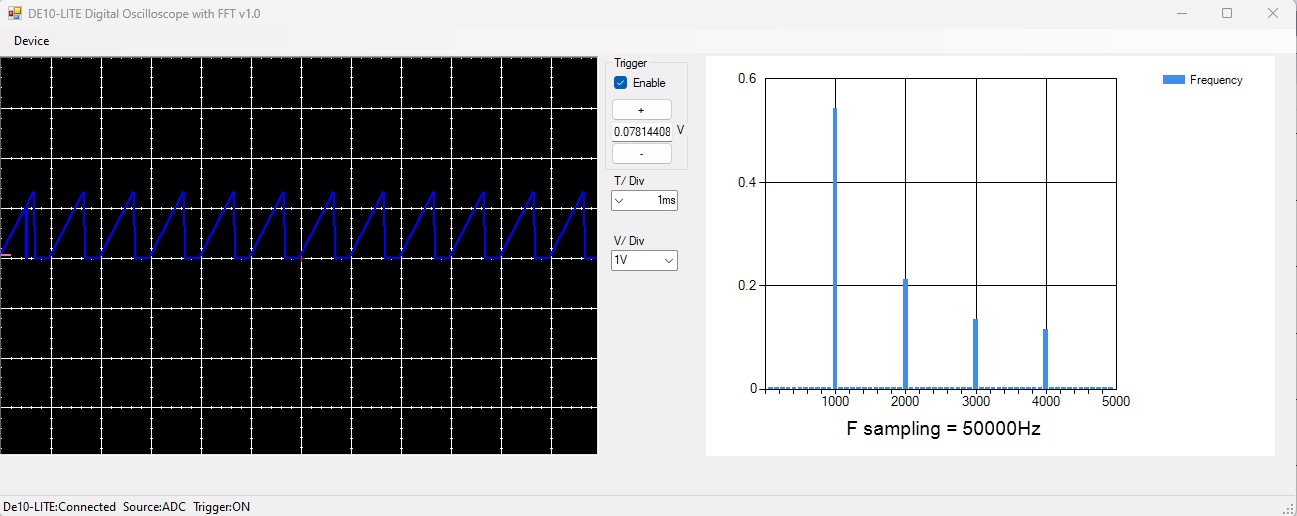 DE10-LITE Digital Oscilloscope with FFT v1.0
Device
Trigger
Enable
+
0.07814408 V
-
T/ Div
1ms
V/ Div
1V
Frequency
0.6
0.4
0.2
0
1000 2000 3000 4000 5000
F sampling = 50000Hz
De10-LITE:Connected Source:ADC Trigger:ON